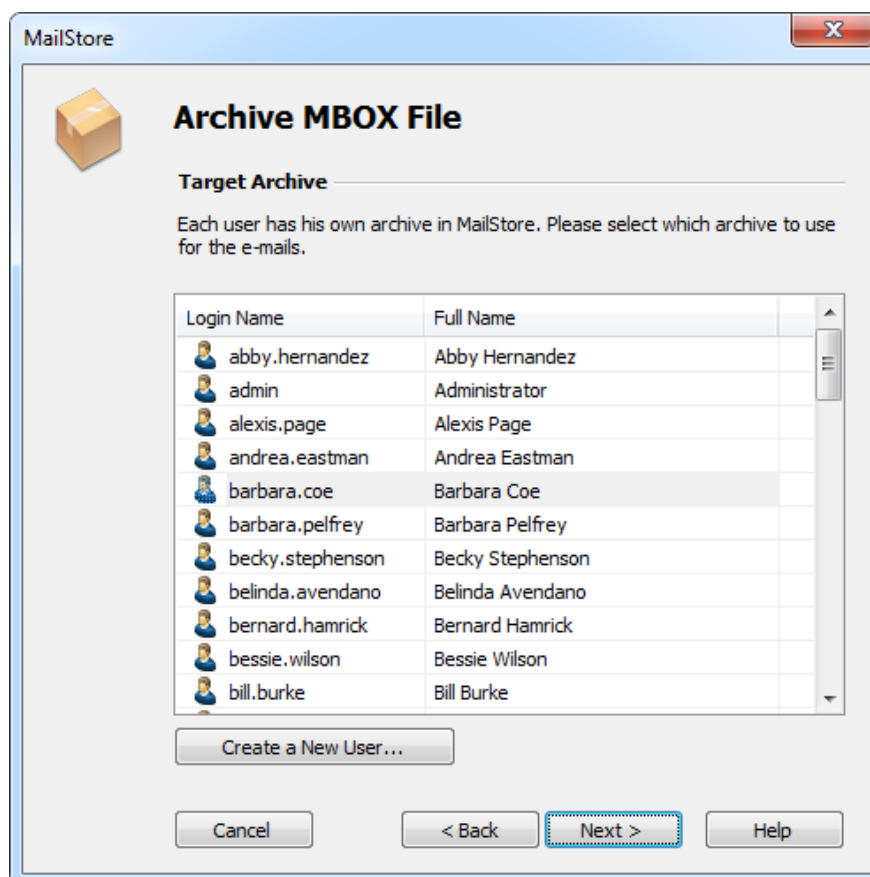 MailStore
Archive MBOX File
Target Archive
Each user has his own archive in MailStore. Please select which archive to use
for the e-mails.
Login Name Full Name
abby.hernandez Abby Hernandez
admin Administrator
alexis.page Alexis Page
andrea.eastman Andrea Eastman
barbara.coe Barbara Coe
barbara.pelfrey Barbara Pelfrey
becky.stephenson Becky Stephenson
belinda.avendano Belinda Avendano
bernard.hamrick Bernard Hamrick
bessie.wilson Bessie Wilson
bill.burke Bill Burke
Create a New User...
Cancel < Back Next > Help